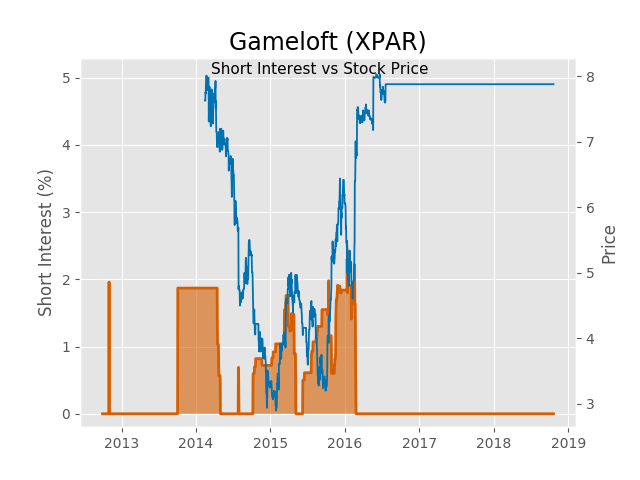 Gameloft (XPAR)
Short Interest vs Stock Price
Short Interest (%)
Price
5
4
3
2
1
0
8
7
6
5
4
3
2013 2014 2015 2016 2017 2018 2019